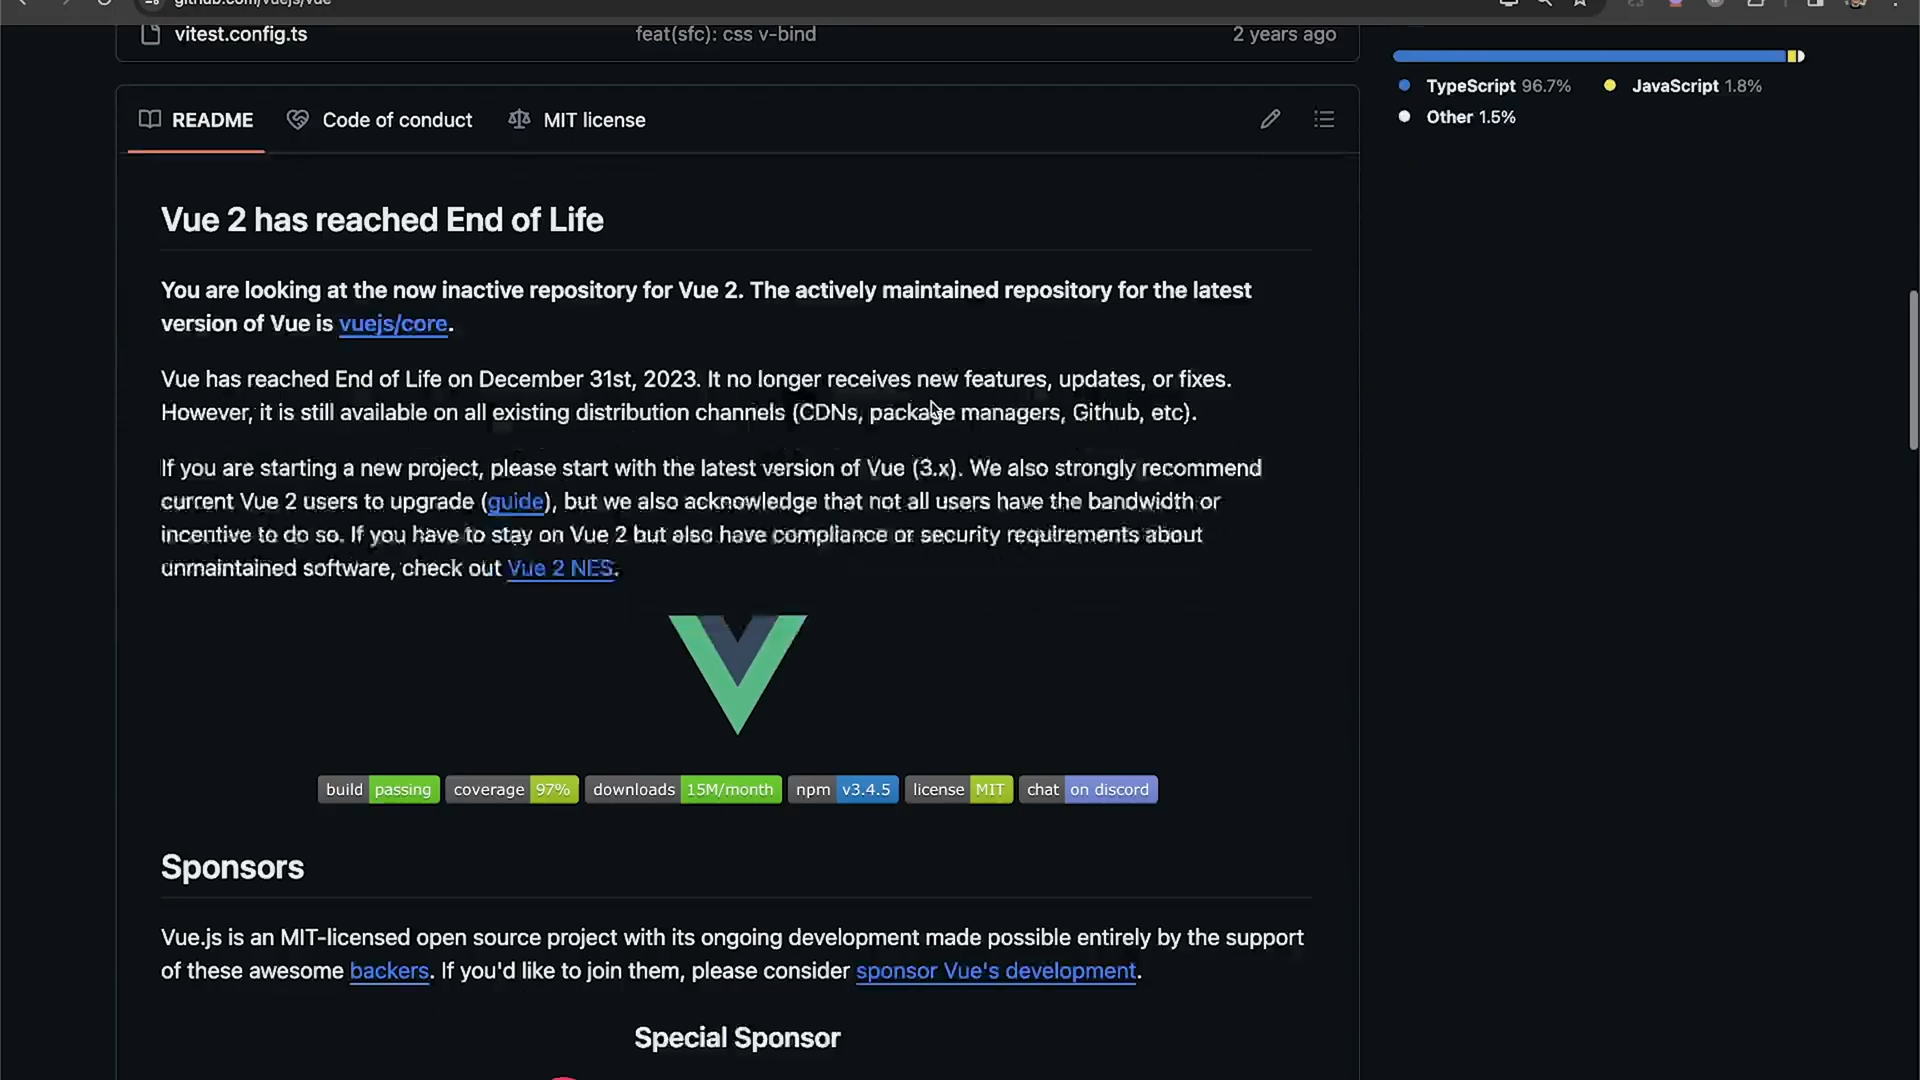 github.com/vuejs/vue
vitest.config.ts feat(sfc): css v-bind 2 years ago
TypeScript 96.7% JavaScript 1.8%
Other 1.5%
README Code of conduct MIT license
Vue 2 has reached End of Life
You are looking at the now inactive repository for Vue 2. The actively maintained repository for the latest
version of Vue is vuejs/core.
Vue has reached End of Life on December 31st, 2023. It no longer receives new features, updates, or fixes.
However, it is still available on all existing distribution channels (CDNs, package managers, Github, etc).
If you are starting a new project, please start with the latest version of Vue (3.x). We also strongly recommend
current Vue 2 users to upgrade (guide), but we also acknowledge that not all users have the bandwidth or
incentive to do so. If you have to stay on Vue 2 but also have compliance or security requirements about
unmaintained software, check out Vue 2 NES.
build passing coverage 97% downloads 15M/month npm v3.4.5 license MIT chat on discord
Sponsors
Vue.js is an MIT-licensed open source project with its ongoing development made possible entirely by the support
of these awesome backers. If you'd like to join them, please consider sponsor Vue's development.
Special Sponsor